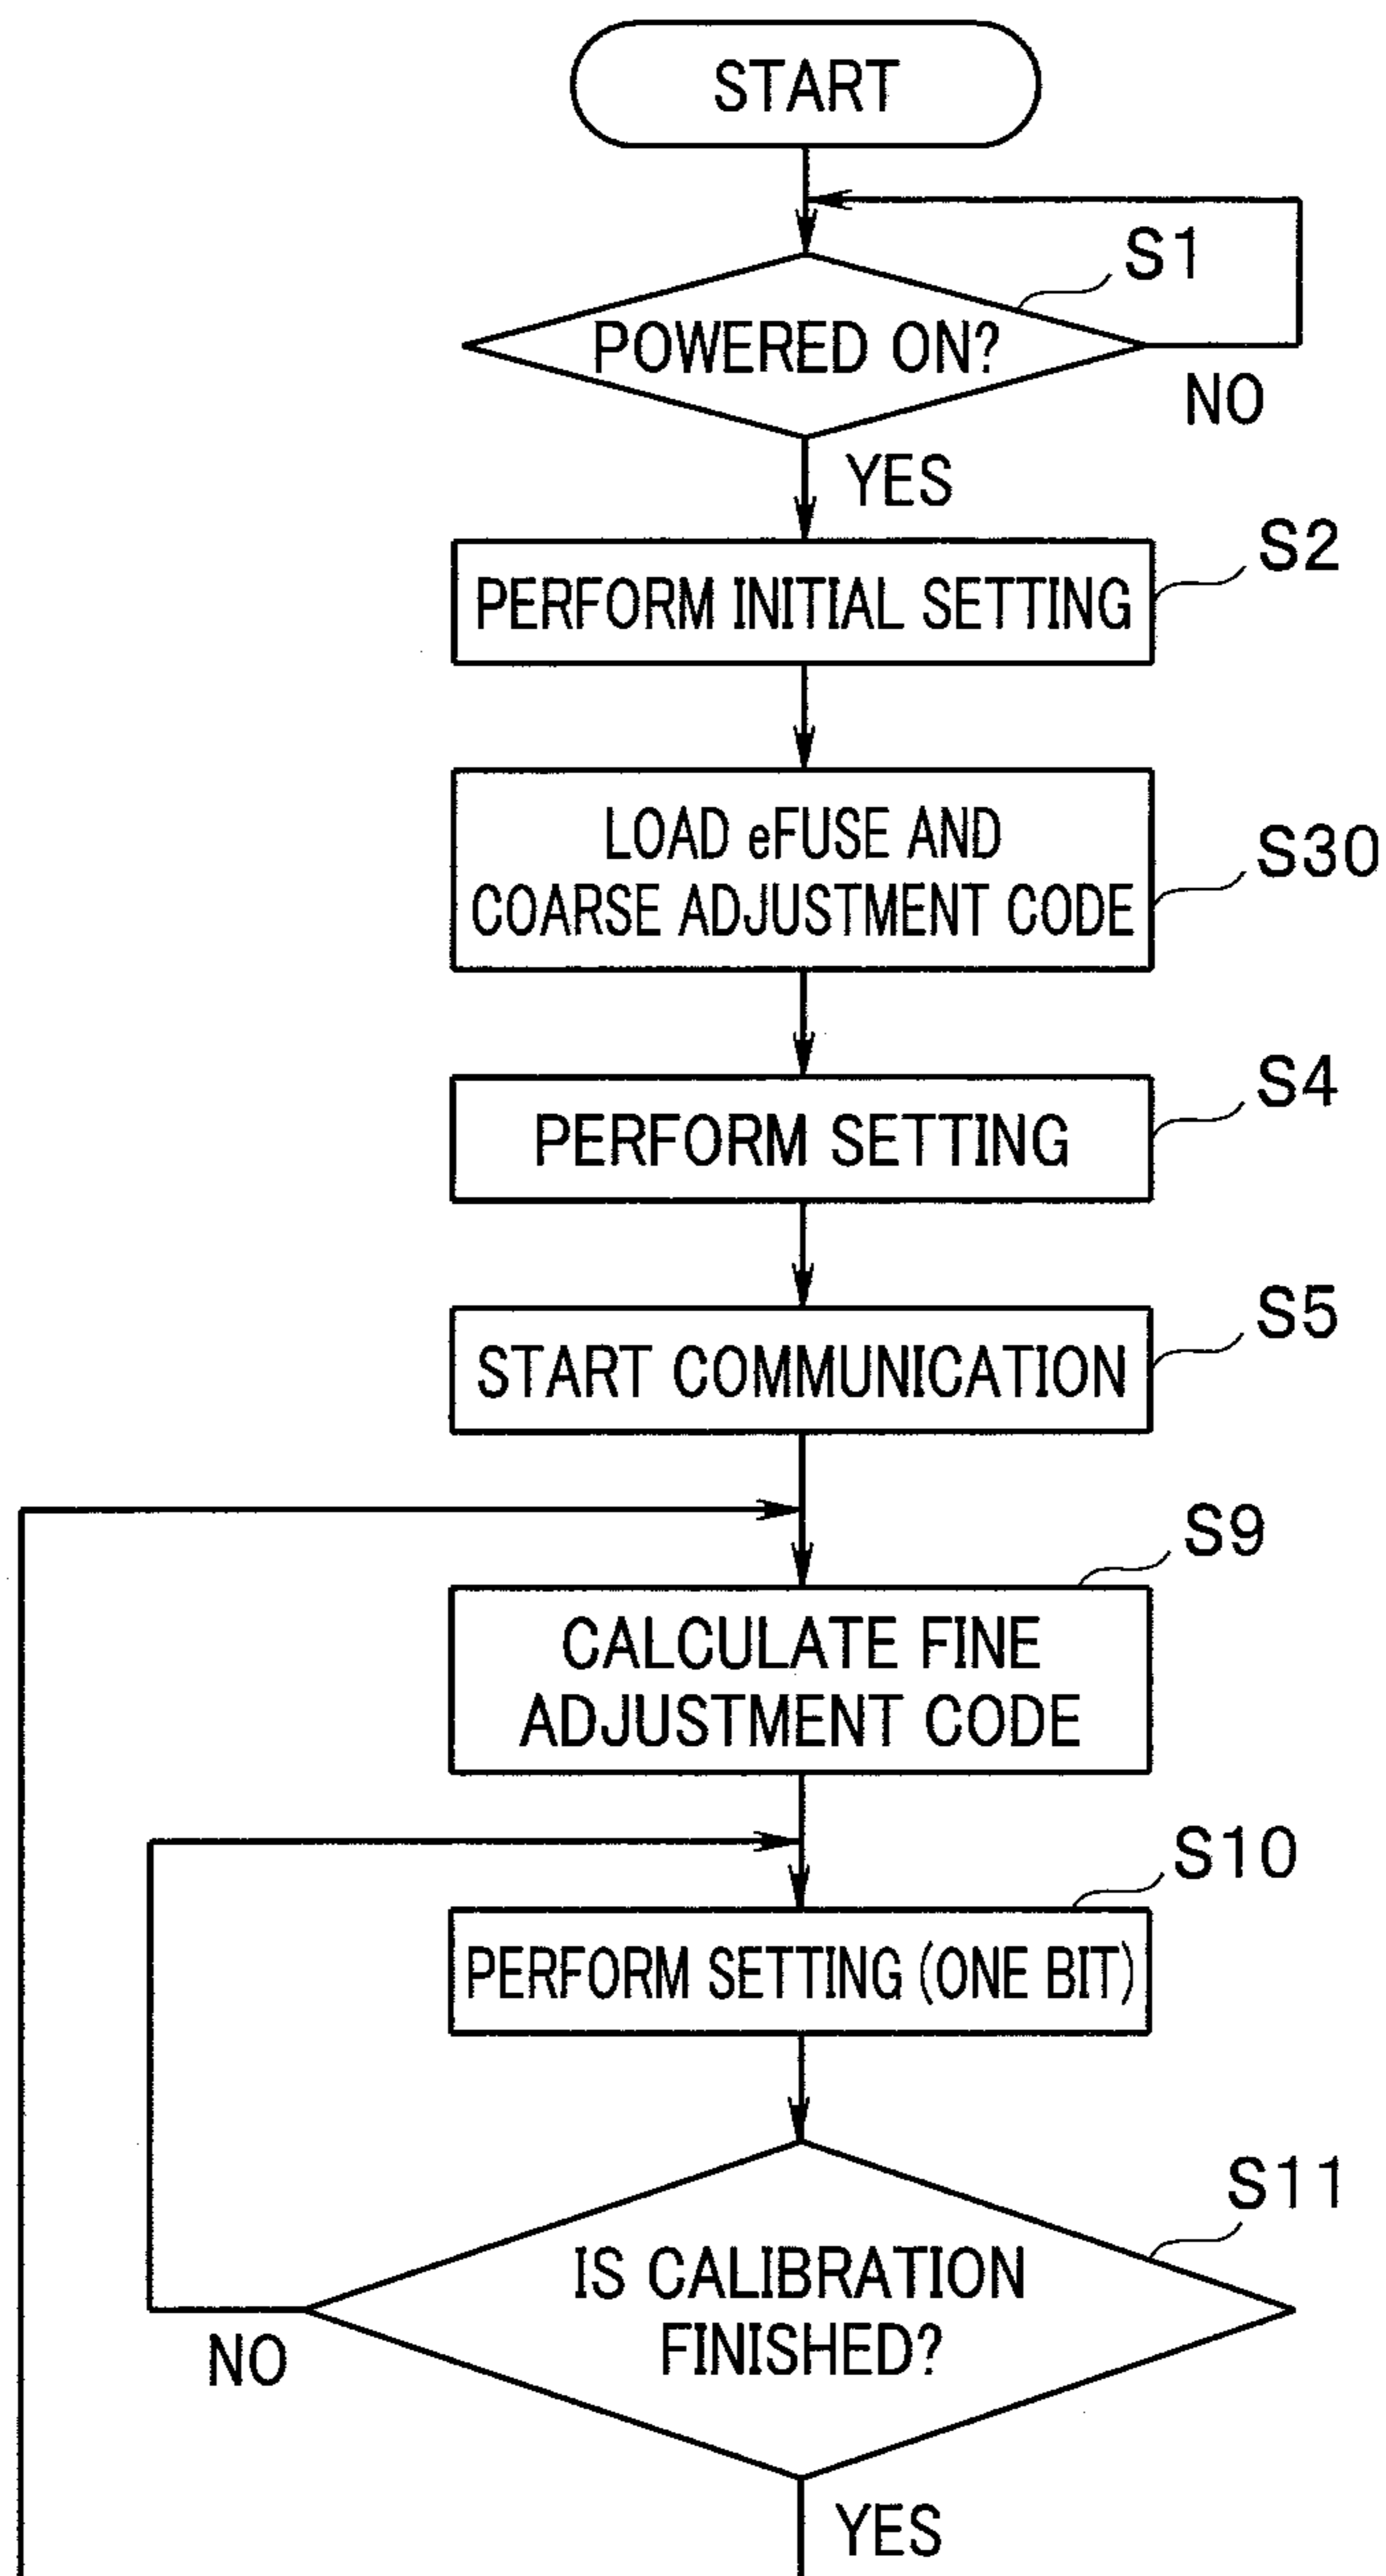 START
S1
POWERED ON?
NO
YES
S2
PERFORM INITIAL SETTING
LOAD eFUSE AND
S30
COARSE ADJUSTMENT CODE
S4
PERFORM SETTING
S5
START COMMUNICATION
S9
CALCULATE FINE
ADJUSTMENT CODE
S10
PERFORM SETTING (ONE BIT)
S11
IS CALIBRATION
FINISHED?
NO
YES